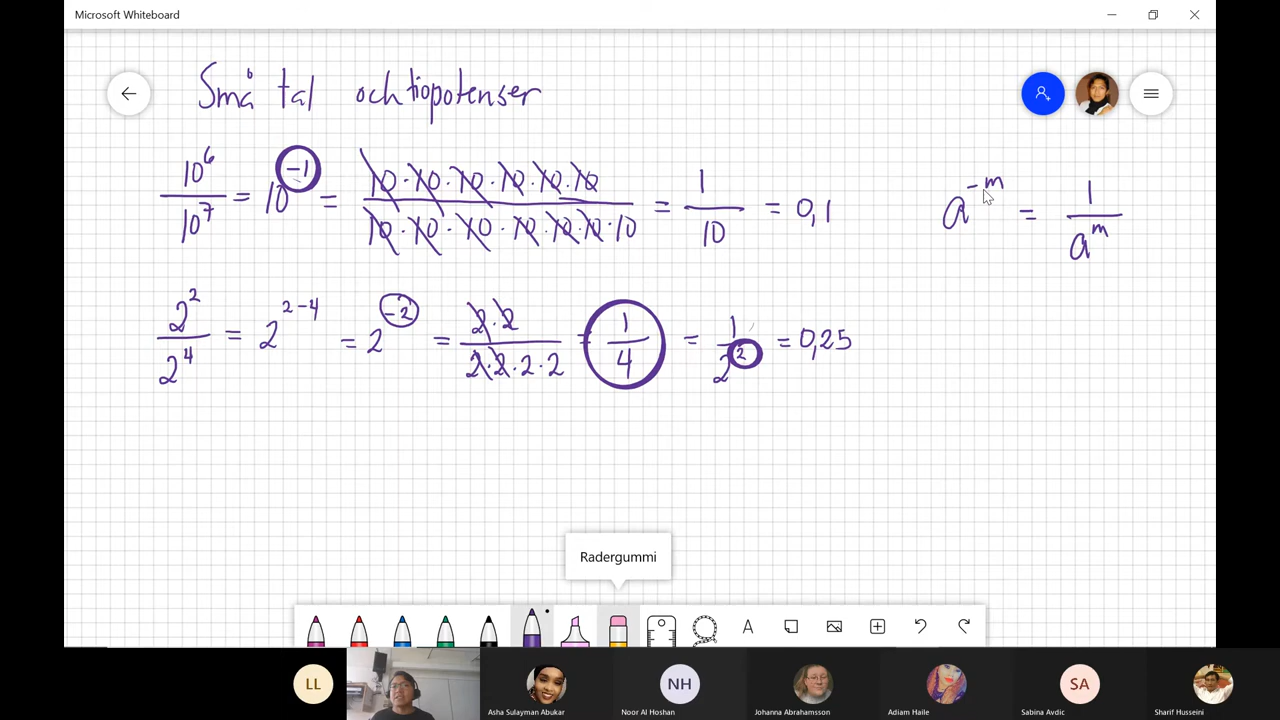 Microsoft Whiteboard
Små tal och tiopotenser
10^6 / 10^7 = 10^-1 = 10·10·10·10·10·10 / 10·10·10·10·10·10·10 = 1/10 = 0,1
a^-m = 1/a^m
2^2 / 2^4 = 2^2-4 = 2^-2 = 2·2 / 2·2·2·2 = 1/4 = 1/2^2 = 0,25
Radergummi
A
LL
NH
SA
Asha Sulayman Abukar
Noor Al Hoshan
Johanna Abrahamsson
Adiam Haile
Sabina Avdic
Sharif Husseini